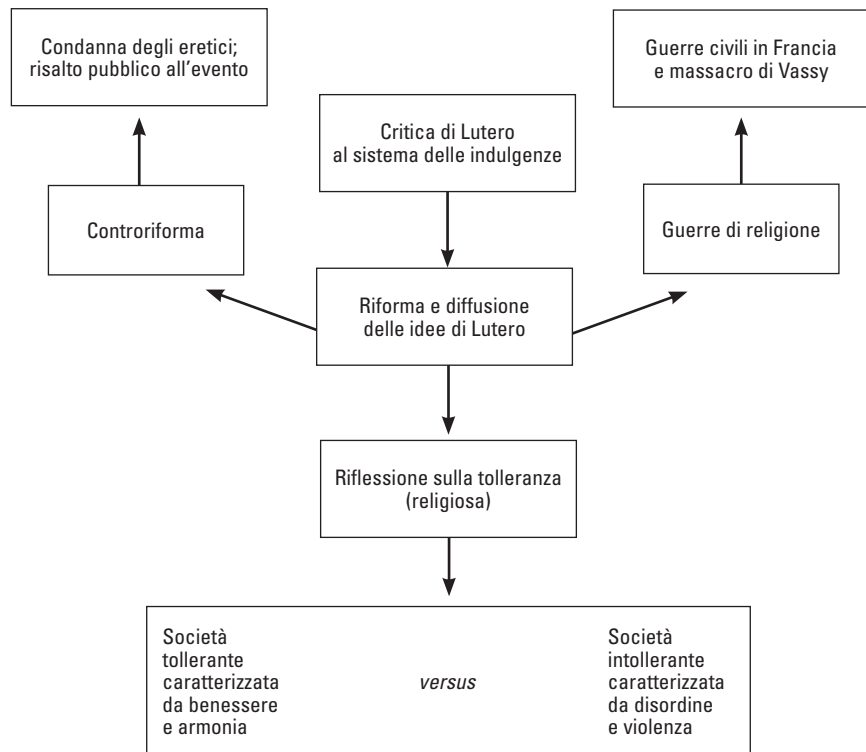 Condanna degli eretici;
risalto pubblico all'evento
Guerre civili in Francia
e massacro di Vassy
Critica di Lutero
al sistema delle indulgenze
Controriforma
Guerre di religione
Riforma e diffusione
delle idee di Lutero
Riflessione sulla tolleranza
(religiosa)
Società
tollerante
caratterizzata
da benessere
e armonia
versus
Società
intollerante
caratterizzata
da disordine
e violenza